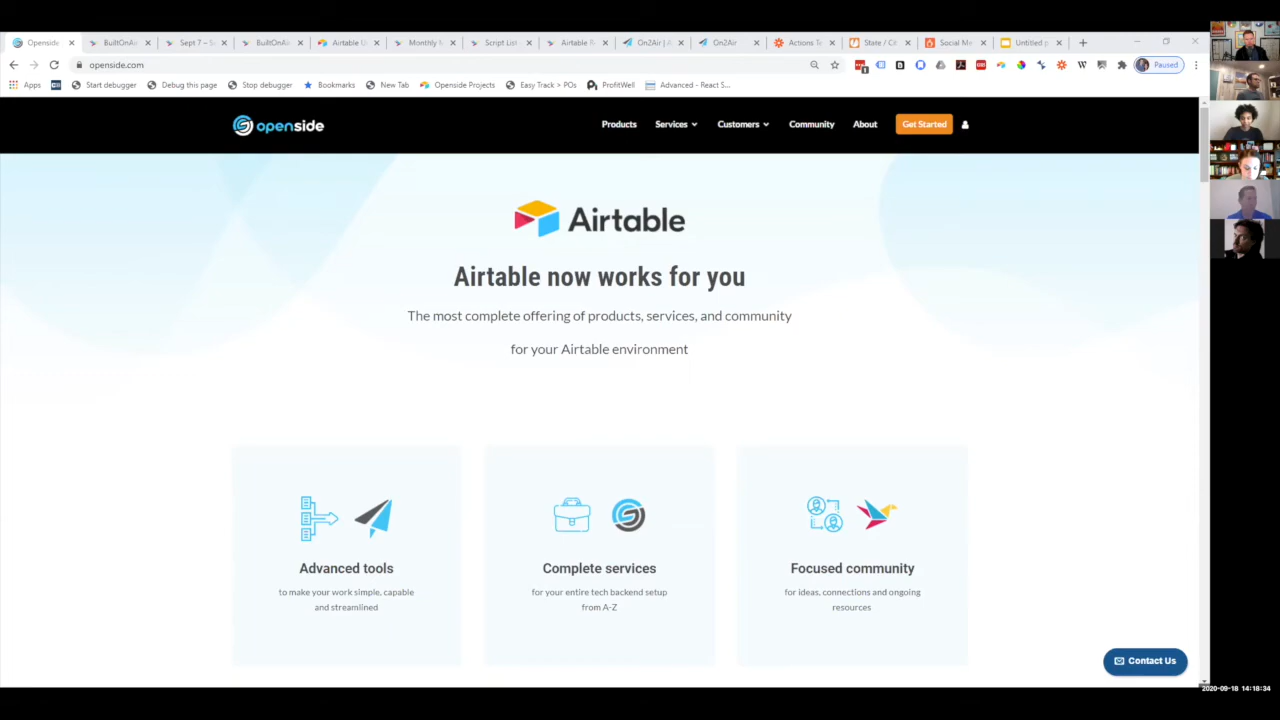 Openside
BuiltOnAir
Sept 7 – S
BuiltOnAir
Airtable U
Monthly
Script List
Airtable
On2Air | A
On2Air
Actions T
State / Cit
Social Me
Untitled p
openside.com
Paused
Apps
Start debugger
Debug this page
Stop debugger
Bookmarks
New Tab
Openside Projects
Easy Track > POs
ProfitWell
Advanced - React S...
openside
Products
Services
Customers
Community
About
Get Started
Airtable
Airtable now works for you
The most complete offering of products, services, and community
for your Airtable environment
Advanced tools
to make your work simple, capable
and streamlined
Complete services
for your entire tech backend setup
from A-Z
Focused community
for ideas, connections and ongoing
resources
Contact Us
2020-09-18 14:18:34